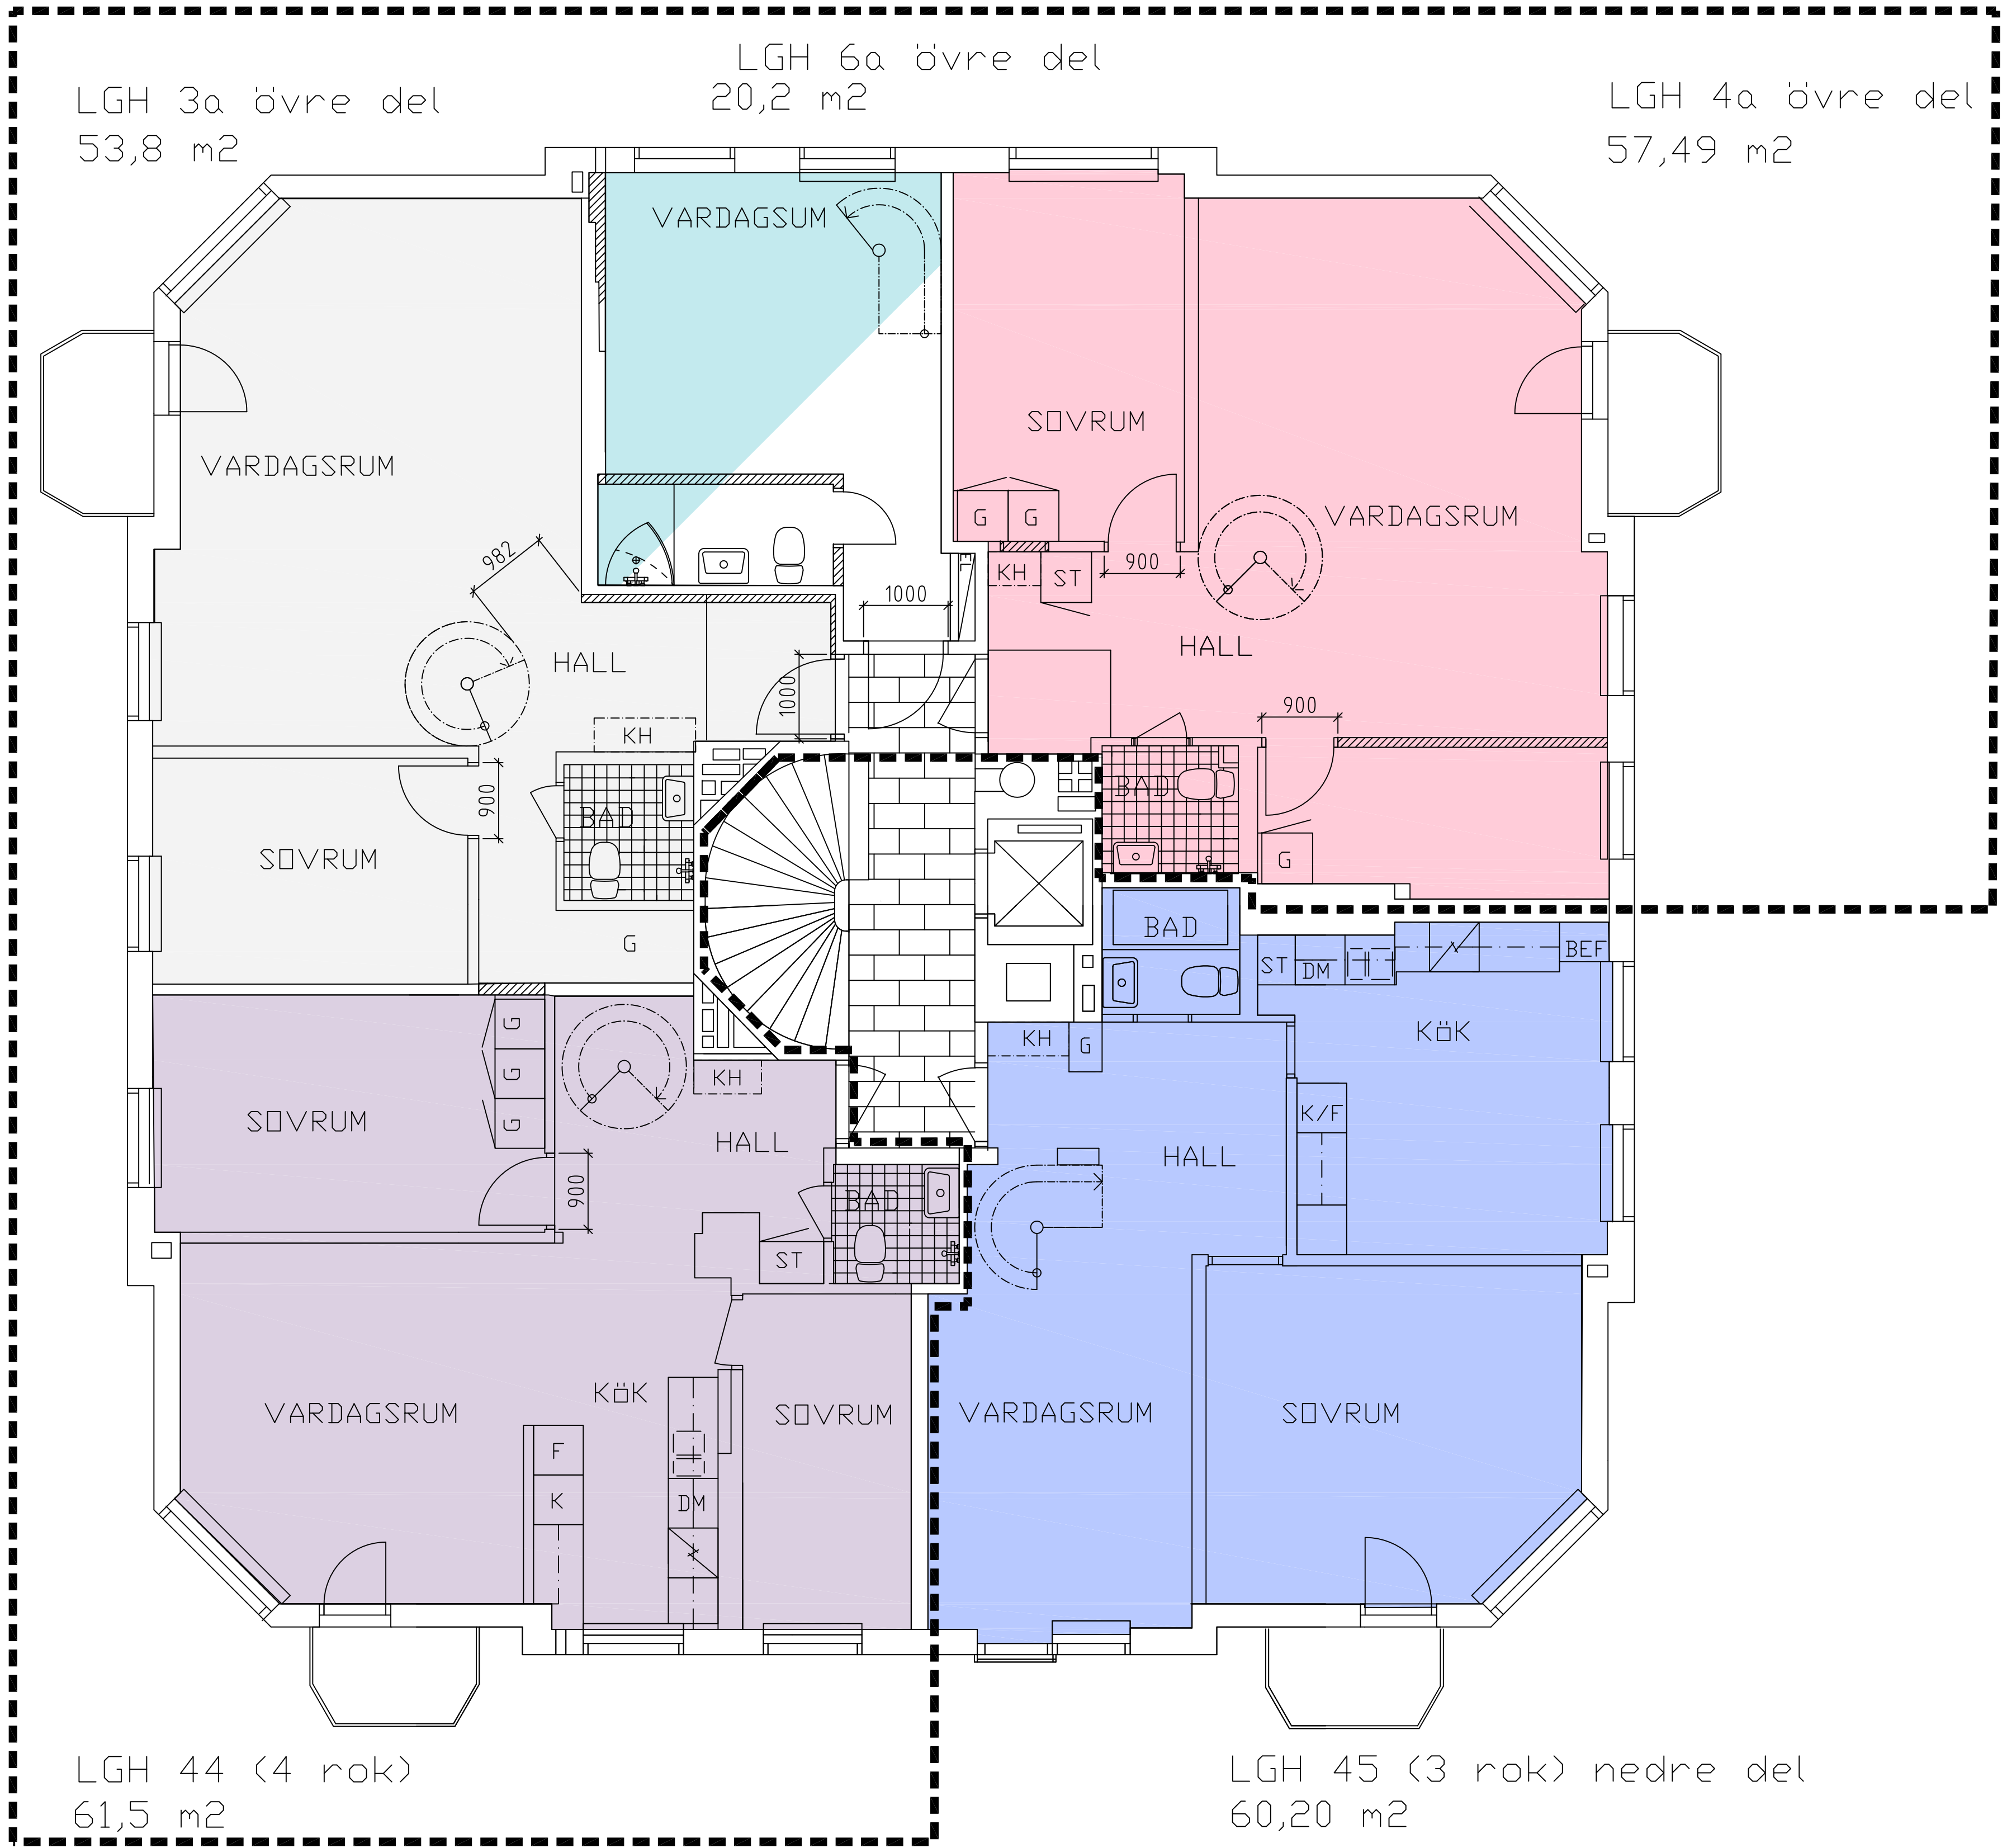 LGH 3a övre del
53,8 m2
LGH 6a övre del
20,2 m2
LGH 4a övre del
57,49 m2
VARDAGSUM
SOVRUM
VARDAGSRUM
VARDAGSRUM
G
G
982
KH
ST
900
1000
HALL
HALL
1000
KH
900
900
BAD
BAD
SOVRUM
G
G
BAD
ST
DM
BEF
G
G
G
KH
KH
G
KÖK
SOVRUM
HALL
K/F
HALL
900
BAD
ST
VARDAGSRUM
KÖK
SOVRUM
VARDAGSRUM
SOVRUM
F
K
DM
LGH 44 (4 rok)
61,5 m2
LGH 45 (3 rok) nedre del
60,20 m2